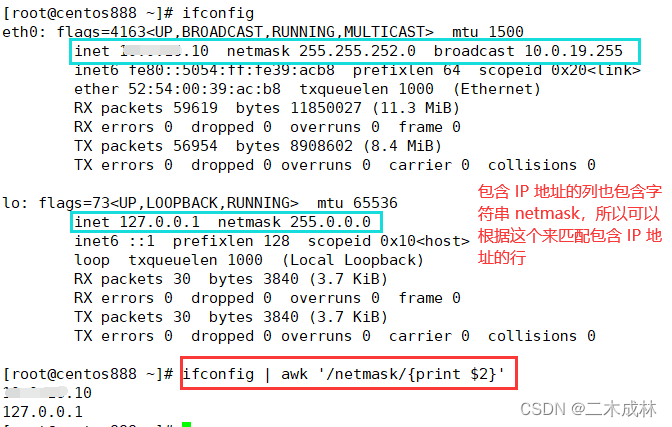 [root@centos888 ~]# ifconfig
eth0: flags=4163<UP,BROADCAST,RUNNING,MULTICAST>  mtu 1500
inet .10  netmask 255.255.252.0  broadcast 10.0.19.255
inet6 fe80::5054:ff:fe39:acb8  prefixlen 64  scopeid 0x20<link>
ether 52:54:00:39:ac:b8  txqueuelen 1000  (Ethernet)
RX packets 59619  bytes 11850027 (11.3 MiB)
RX errors 0  dropped 0  overruns 0  frame 0
TX packets 56954  bytes 8908602 (8.4 MiB)
TX errors 0  dropped 0 overruns 0  carrier 0  collisions 0
lo: flags=73<UP,LOOPBACK,RUNNING>  mtu 65536
inet 127.0.0.1  netmask 255.0.0.0
inet6 ::1  prefixlen 128  scopeid 0x10<host>
loop  txqueuelen 1000  (Local Loopback)
RX packets 30  bytes 3840 (3.7 KiB)
RX errors 0  dropped 0  overruns 0  frame 0
TX packets 30  bytes 3840 (3.7 KiB)
TX errors 0  dropped 0 overruns 0  carrier 0  collisions 0
包含 IP 地址的列也包含字
符串 netmask，所以可以
根据这个来匹配包含 IP 地
址的行
[root@centos888 ~]# ifconfig | awk '/netmask/{print $2}'
.10
127.0.0.1
[root@centos888 ~]#
CSDN @二木成林